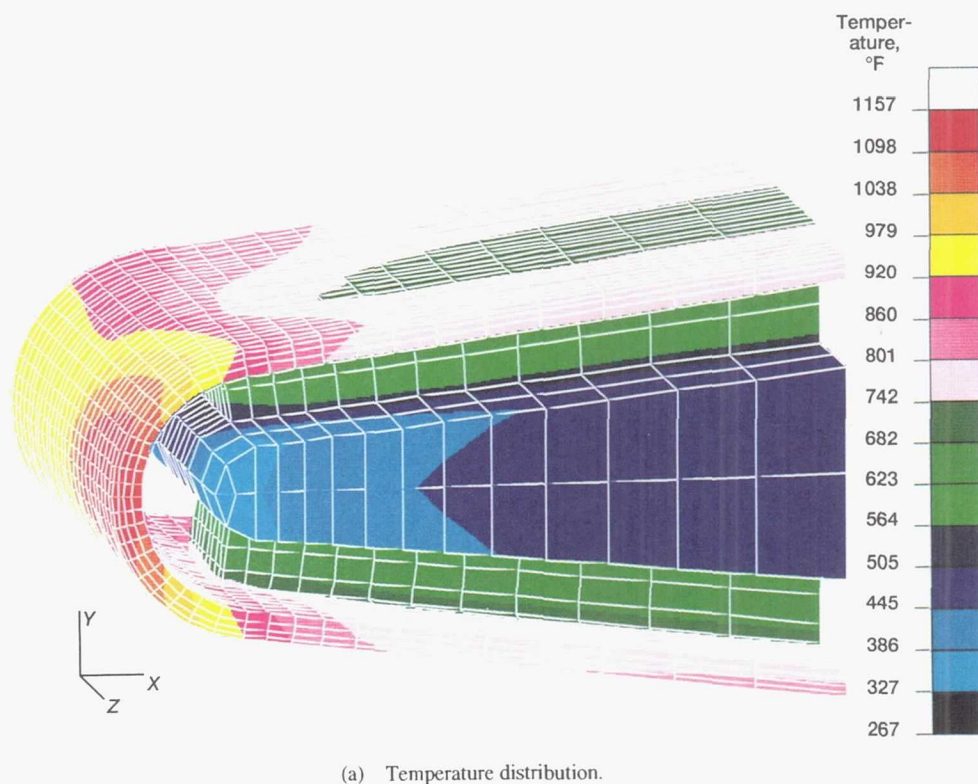 Temper-
ature,
°F
1157
1098
1038
979
920
860
801
742
682
623
564
505
445
386
327
267
Y
X
Z
(a) Temperature distribution.